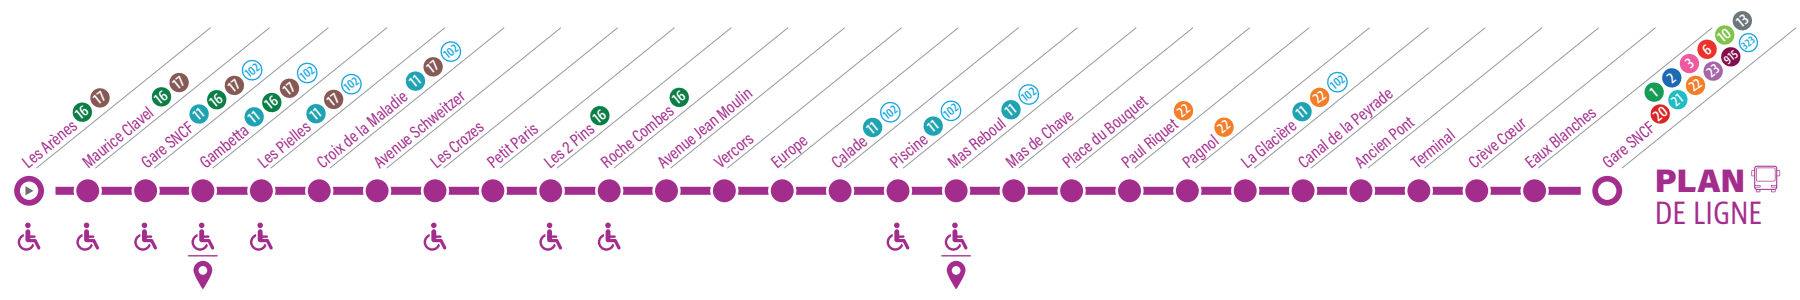 Les Arènes 16 17
Maurice Clavel 16 17
Gare SNCF 11 16 17 102
Gambetta 11 16 17 102
Les Pielles 11 17 102
Croix de la Maladie 11 17 102
Avenue Schweitzer
Les Crozes
Petit Paris
Les 2 Pins 16
Roche Combes 16
Avenue Jean Moulin
Vercors
Europe
Calade 11 102
Piscine 11 102
Mas Reboul 11 102
Mas de Chave
Place du Bouquet
Paul Riquet 22
Pagnol 22
La Glacière 11 22 102
Canal de la Peyrade
Ancien Pont
Terminal
Crève Cœur
Eaux Blanches
1 2 3 6 10 13
Gare SNCF 20 21 22 23 915 323
PLAN
DE LIGNE